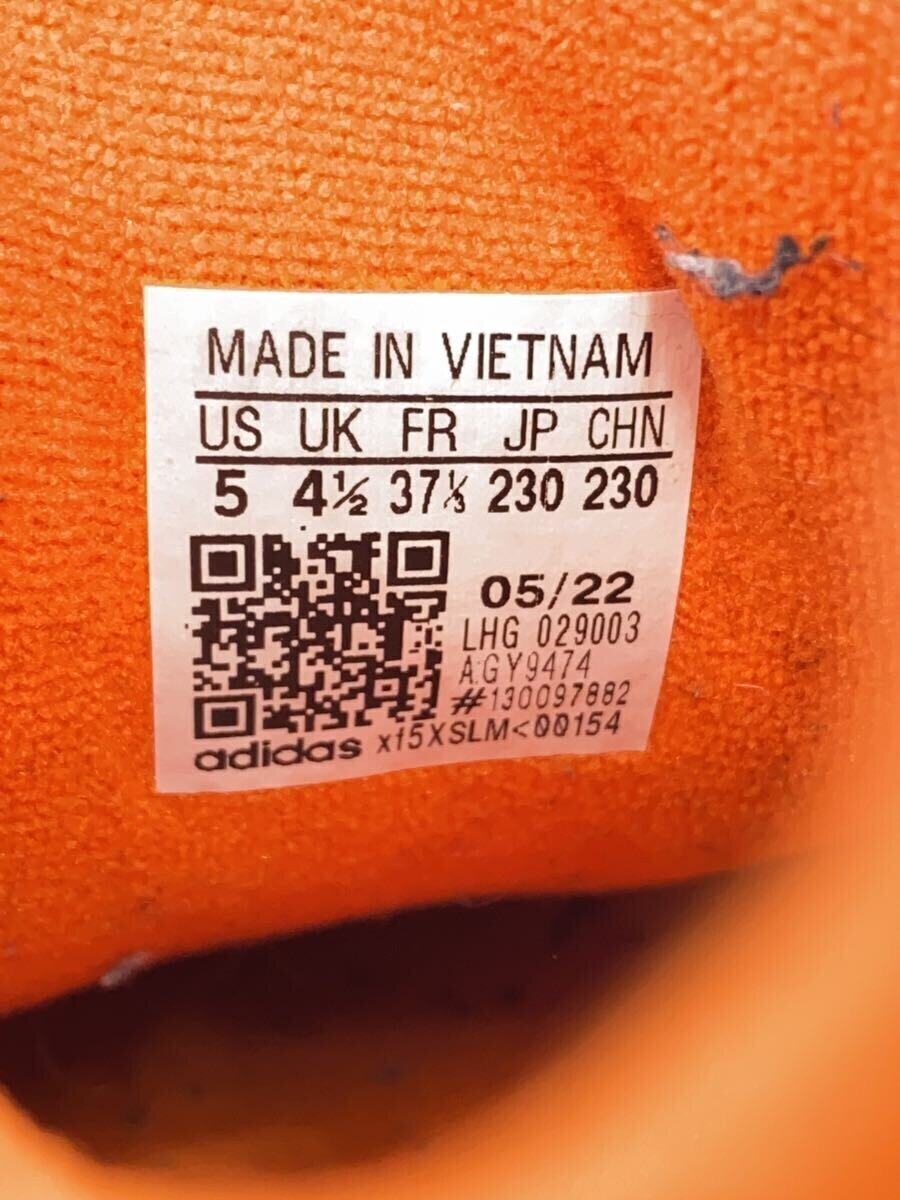 MADE IN VIETNAM
US UK FR JP CHN
5 4½ 37⅓ 230 230
05/22
LHG 029003
A.GY9474
#130097882
adidas xf5XSLM<00154